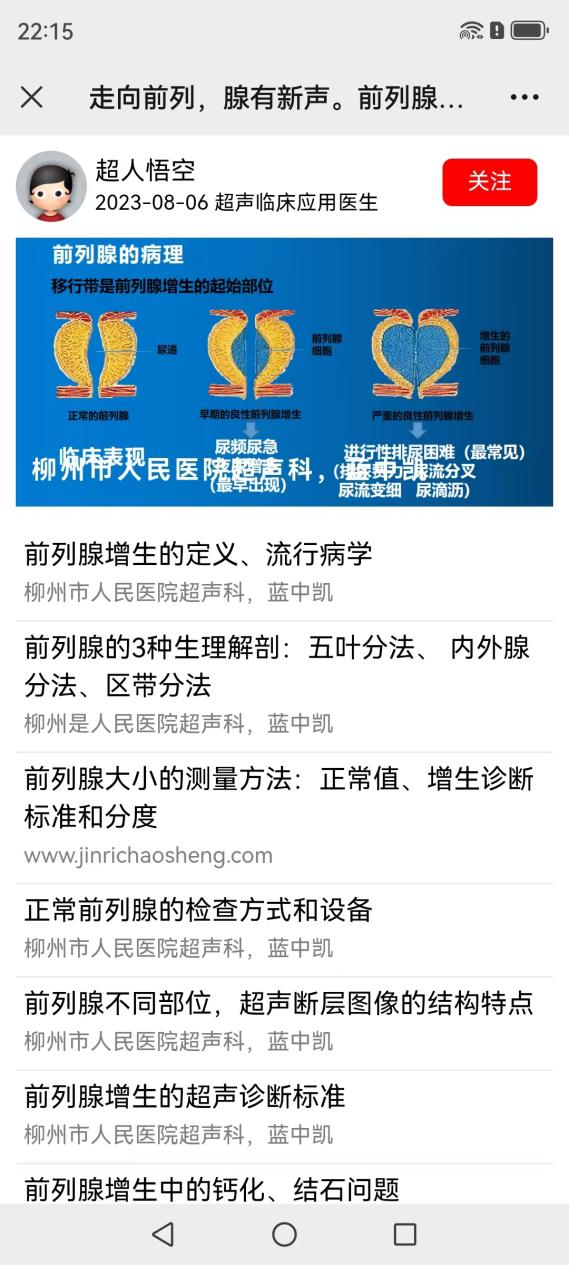 22:15
走向前列，腺有新声。前列腺...
超人悟空
2023-08-06 超声临床应用医生
关注
前列腺的病理
移行带是前列腺增生的起始部位
尿道
前列腺
细胞
增生的
前列腺
细胞
正常的前列腺
早期的良性前列腺增生
严重的良性前列腺增生
临床表现
尿频尿急
（最早出现）
进行性排尿困难（最常见）
尿流分叉
尿流变细 尿滴沥）
柳州市人民医院超声科，蓝中凯
前列腺增生的定义、流行病学
柳州市人民医院超声科，蓝中凯
前列腺的3种生理解剖：五叶分法、 内外腺
分法、区带分法
柳州是人民医院超声科，蓝中凯
前列腺大小的测量方法：正常值、增生诊断
标准和分度
www.jinrichaosheng.com
正常前列腺的检查方式和设备
柳州市人民医院超声科，蓝中凯
前列腺不同部位，超声断层图像的结构特点
柳州市人民医院超声科，蓝中凯
前列腺增生的超声诊断标准
柳州市人民医院超声科，蓝中凯
前列腺增生中的钙化、结石问题